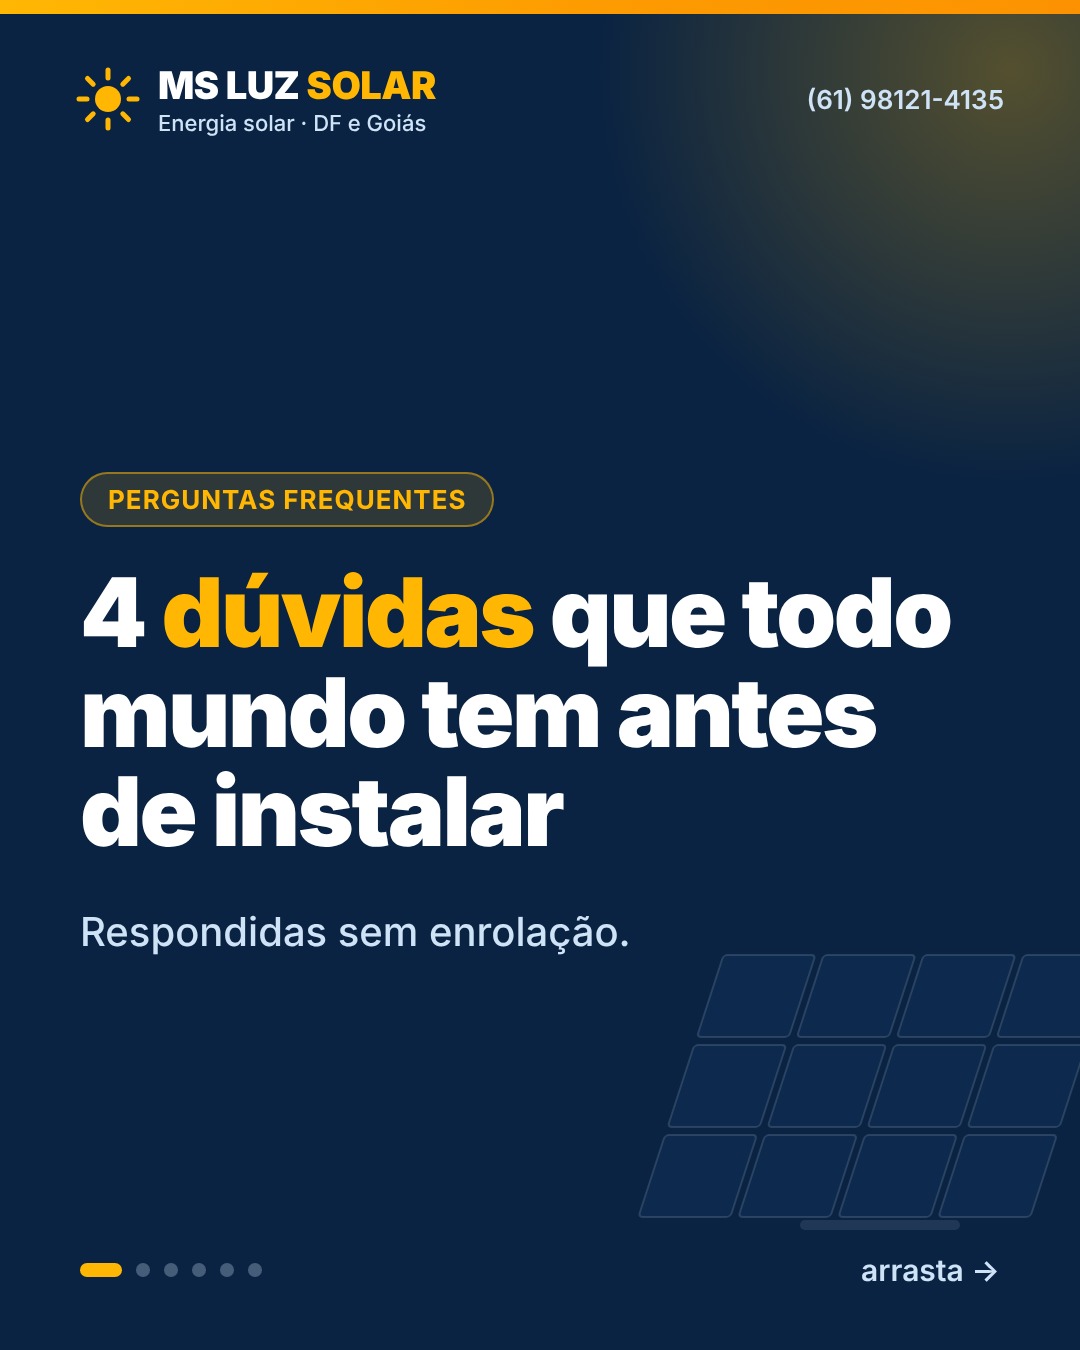 MS LUZ SOLAR
Energia solar · DF e Goiás
(61) 98121-4135
PERGUNTAS FREQUENTES
4 dúvidas que todo
mundo tem antes
de instalar
Respondidas sem enrolação.
arrasta →